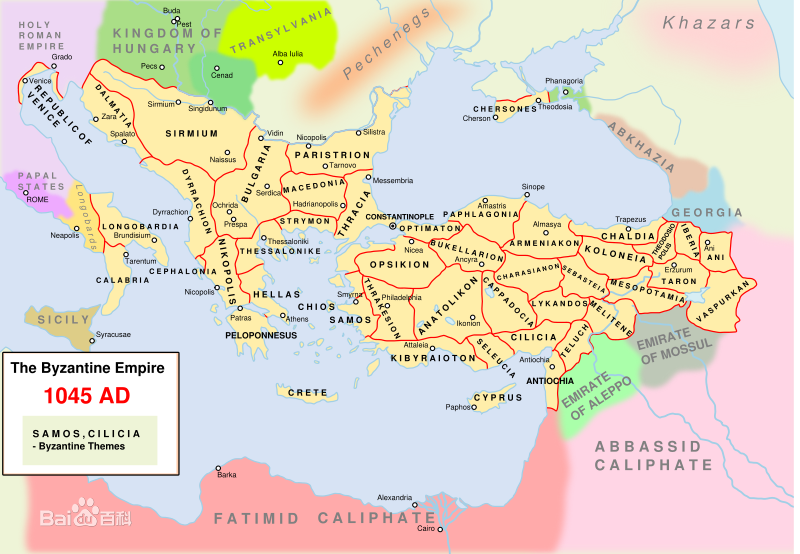 HOLY
ROMAN
EMPIRE
Grado
Venice
REPUBLIC OF
VENICE
PAPAL
STATES
ROME
Longobards
Neapolis
LONGOBARDIA
Brundisium
Tarentum
CALABRIA
SICILY
Syracusae
Buda
Pest
KINGDOM OF
HUNGARY
Pecs
Cenad
TRANSYLVANIA
Alba Iulia
Pechenegs
Khazars
DALMATIA
Zara
Spalato
Sirmium
Singidunum
SIRMIUM
Naissus
Vidin
BULGARIA
Serdica
Nicopolis
Silistra
PARISTRION
Tarnovo
Messembria
MACEDONIA
Hadrianopolis
THRACIA
STRYMON
DYRRACHION
Dyrrachion
Ochrida
Prespa
Thessaloniki
THESSALONIKE
CEPHALONIA
NIKOPOLIS
Nicopolis
HELLAS
Patras
Athens
PELOPONNESUS
CHIOS
SAMOS
CRETE
CHERSONES
Cherson
Theodosia
Phanagoria
ABKHAZIA
GEORGIA
CONSTANTINOPLE
OPTIMATON
Nicea
OPSIKION
BUKELLARION
Ancyra
Amastris
PAPHLAGONIA
Sinope
Almasya
ARMENIAKON
Trapezus
CHALDIA
KOLONEIA
THEODOSIO
POLIS
IBERIA
Ani
ANI
Erzurum
TARON
VASPURKAN
MESOPOTAMIA
CHARASIANON
SEBASTEIA
CAPPADOCIA
LYKANDOS
MELITENE
Smyrna
THRAKESION
Philadelphia
ANATOLIKON
Ikonion
Attaleia
KIBYRAIOTON
SELEUCIA
CILICIA
TELUCH
Antiochia
ANTIOCHIA
CYPRUS
Paphos
EMIRATE
OF MOSSUL
EMIRATE
OF ALEPPO
ABBASSID
CALIPHATE
FATIMID CALIPHATE
Barka
Alexandria
Cairo
The Byzantine Empire
1045 AD
SAMOS,CILICIA
- Byzantine Themes
Bai百科